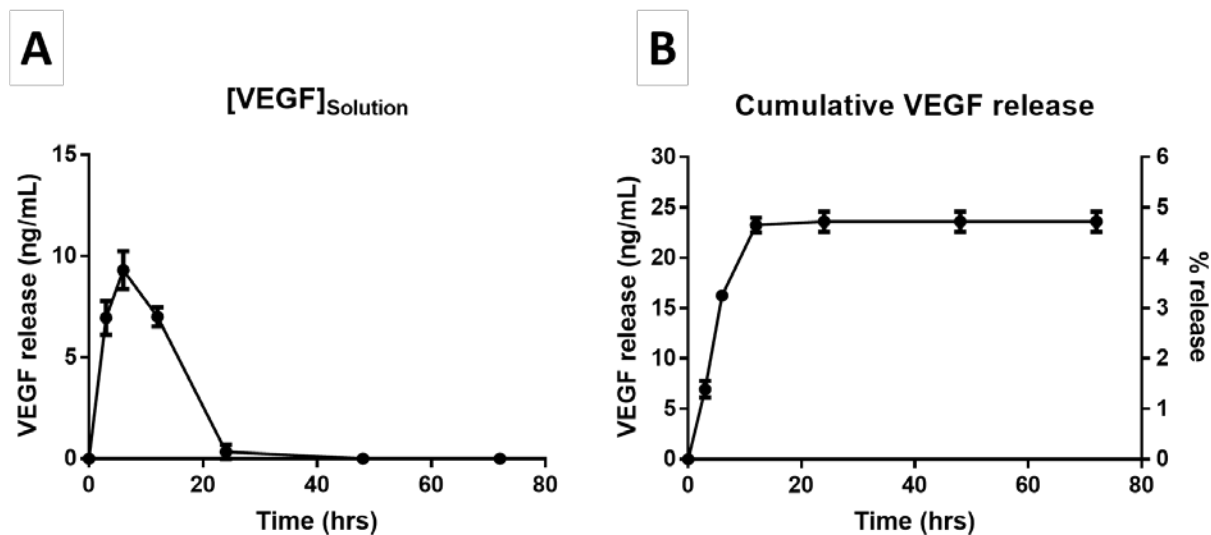 A
[VEGF]Solution
VEGF release (ng/mL)
15
10
5
0
0 20 40 60 80
Time (hrs)
B
Cumulative VEGF release
VEGF release (ng/mL)
30
25
20
15
10
5
0
6
5
4
3
2
1
0
% release
0 20 40 60 80
Time (hrs)